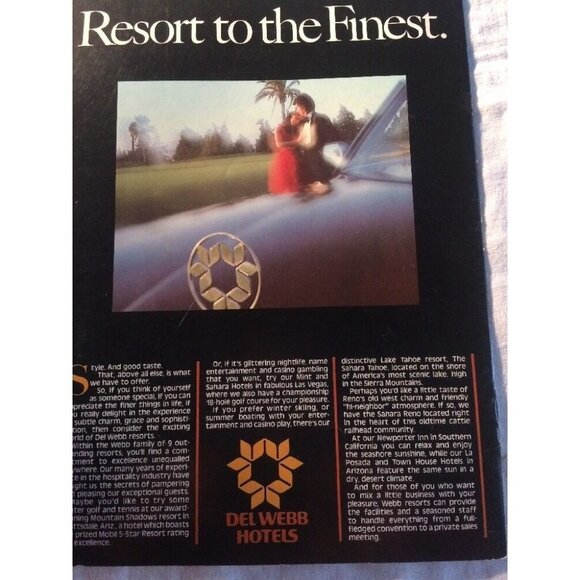 Resort to the Finest.
Style. And good taste.
That, above all else, is what
we have to offer.
So, if you think of yourself
as someone special, if you can
appreciate the finer things in life, if
you really delight in the experience
of subtle charm, grace and sophisti-
tion, then consider the exciting
world of Del Webb resorts.
Within the Webb family of 9 out-
anding resorts, you'll find a com-
tment to excellence unequalled
ywhere. Our many years of experi-
ce in the hospitality industry have
ght us the secrets of pampering
d pleasing our exceptional guests.
Maybe you'd like to try some
ter golf and tennis at our award-
ning Mountain Shadows resort in
ttsdale, Ariz., a hotel which boasts
prized Mobil 5-Star Resort rating
excellence.
Or, if it's glittering nightlife, name
entertainment and casino gambling
that you want, try our Mint and
Sahara Hotels in fabulous Las Vegas,
where we also have a championship
18-hole golf course for your pleasure.
If you prefer winter skiing, or
summer boating with your enter-
tainment and casino play, there's our
DEL WEBB
HOTELS
distinctive Lake Tahoe resort, The
Sahara Tahoe, located on the shore
of America's most scenic lake, high
in the Sierra Mountains.
Perhaps you'd like a little taste of
Reno's old west charm and friendly
"hi-neighbor" atmosphere. If so, we
have the Sahara Reno located right
in the heart of this oldtime cattle
railhead community.
At our Newporter Inn in Southern
California you can relax and enjoy
the seashore sunshine, while our La
Posada and Town House Hotels in
Arizona feature the same sun in a
dry, desert climate.
And for those of you who want
to mix a little business with your
pleasure, Webb resorts can provide
the facilities and a seasoned staff
to handle everything from a full-
fledged convention to a private sales
meeting.